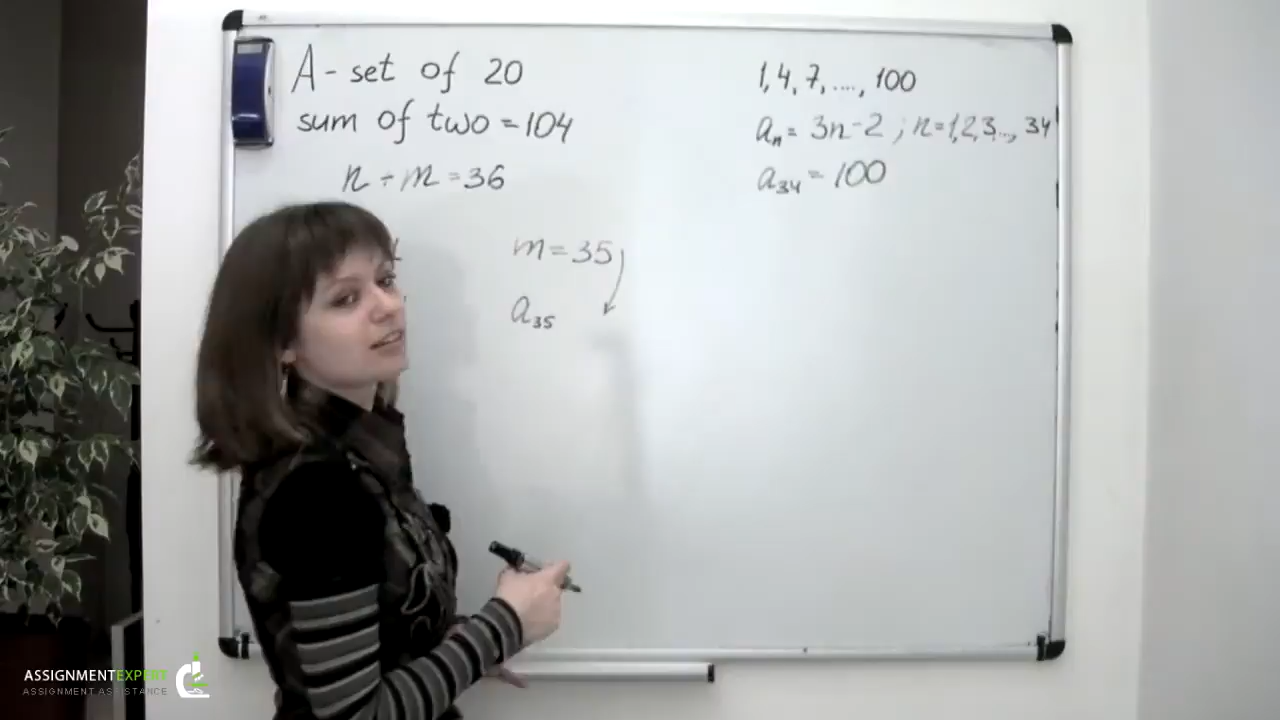 A - set of 20
sum of two = 104
n + m = 36
m = 35
a₃₅
1, 4, 7, ...., 100
aₙ = 3n - 2 ; n = 1, 2, 3, ..., 34
a₃₄ = 100
ASSIGNMENTEXPERT
ASSIGNMENT ASSISTANCE